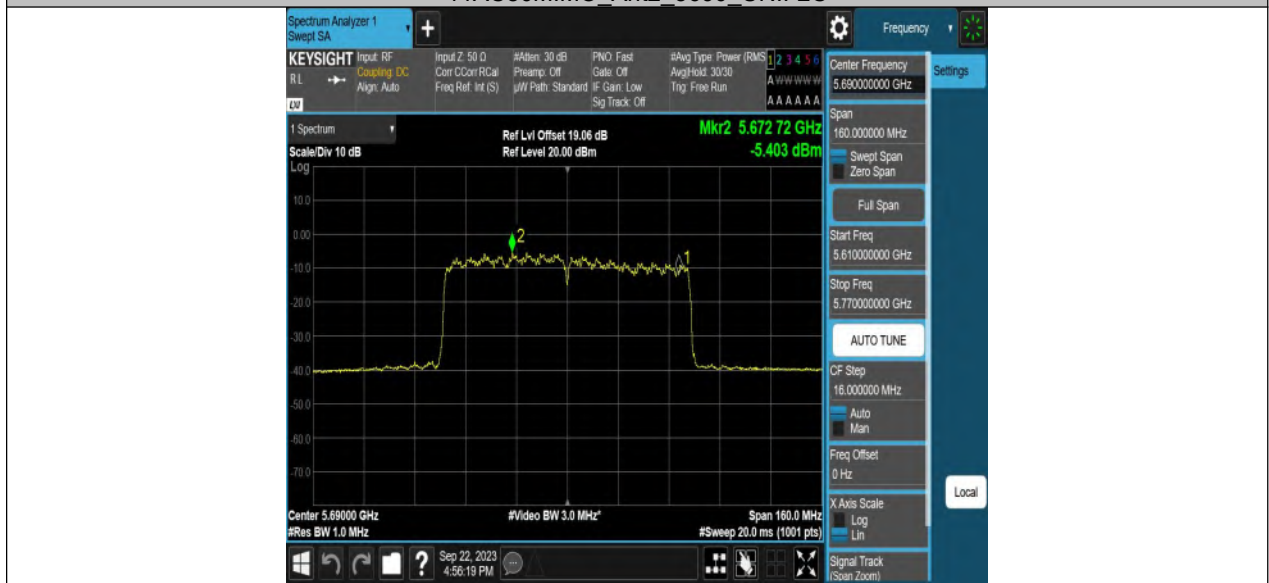 Spectrum Analyzer 1
Swept SA
+
Frequency
KEYSIGHT
RL
LXI
Input: RF
Coupling: DC
Align: Auto
Input Z: 50 Ω
Corr CCorr RCal
Freq Ref: Int (S)
#Atten: 30 dB
Preamp: Off
µW Path: Standard
PNO: Fast
Gate: Off
IF Gain: Low
Sig Track: Off
#Avg Type: Power (RMS
Avg|Hold: 30/30
Trig: Free Run
1 2 3 4 5 6
A W W W W W
A A A A A A
1 Spectrum
Scale/Div 10 dB
Log
Ref Lvl Offset 19.06 dB
Ref Level 20.00 dBm
Mkr2 5.672 72 GHz
-5.403 dBm
10.0
0.00
-10.0
-20.0
-30.0
-40.0
-50.0
-60.0
-70.0
2
1
Center 5.69000 GHz
#Res BW 1.0 MHz
#Video BW 3.0 MHz*
Span 160.0 MHz
#Sweep 20.0 ms (1001 pts)
?
Sep 22, 2023
4:56:19 PM
Center Frequency
5.690000000 GHz
Settings
Span
160.000000 MHz
Swept Span
Zero Span
Full Span
Start Freq
5.610000000 GHz
Stop Freq
5.770000000 GHz
AUTO TUNE
CF Step
16.000000 MHz
Auto
Man
Freq Offset
0 Hz
X Axis Scale
Log
Lin
Local
Signal Track
(Span Zoom)